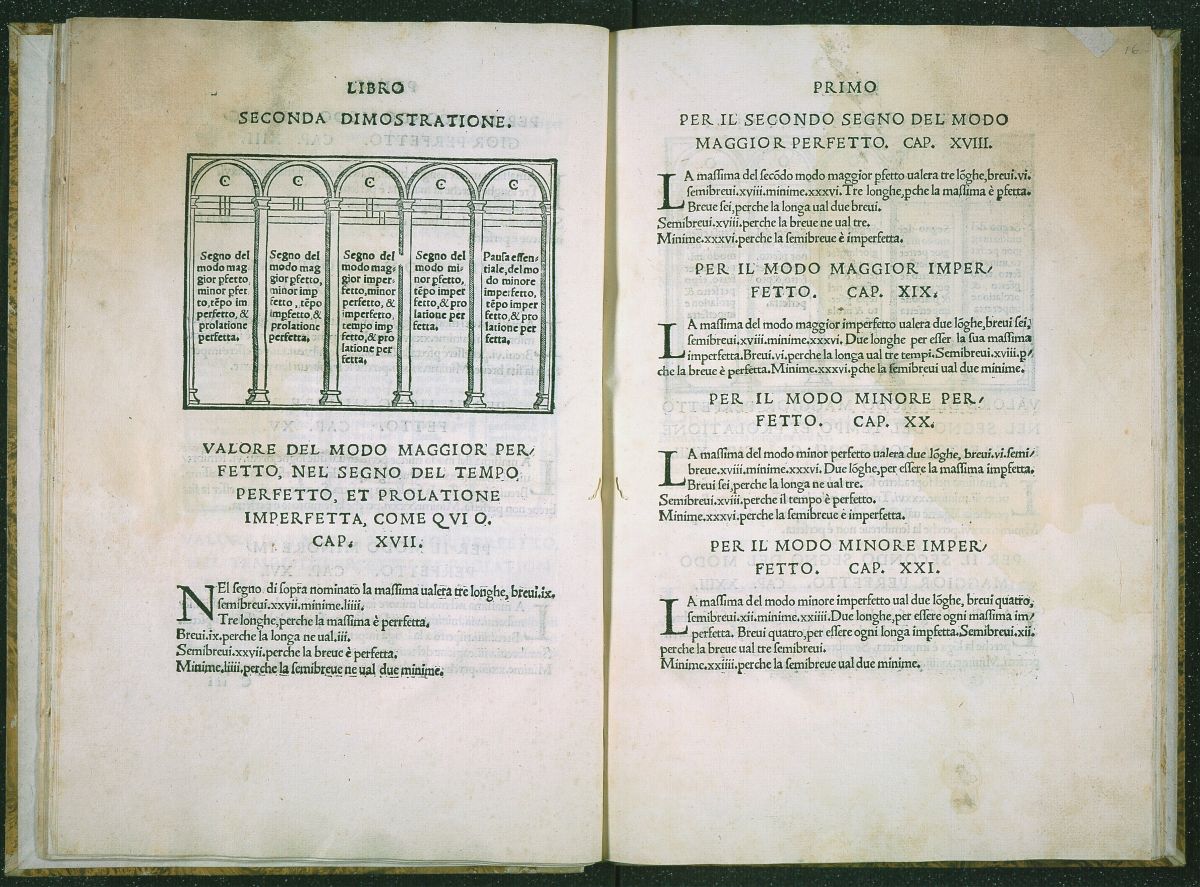 LIBRO
SECONDA DIMOSTRATIONE.
Segno del
modo mag
gior pfetto,
minor pfet
to, tẽpo im
perfetto, &
prolatione
perfetta.
Segno del
modo mag
gior pfetto,
minor imp
fetto, tẽpo
impfetto &
prolatione
perfetta.
Segno del
modo mag-
gior imper-
fetto, minor
perfetto, &
imperfetto,
tempo imp
fetto, & pro
latione per
fetta.
Segno del
modo mi-
nor pfetto,
tẽpo imper
fetto, & pro
latione per
fetta.
Pausa essen-
tiale, del mo
do minore
imperfetto,
tẽpo imper
fetto, & pro
latione per
fetta.
VALORE DEL MODO MAGGIOR PER/
FETTO, NEL SEGNO DEL TEMPO
PERFETTO, ET PROLATIONE
IMPERFETTA, COME QVI O.
CAP. XVII.
NEl segno di sopra nominato la massima ualera tre longhe, breui.ix.
semibreui.xxvii.minime.liiii.
Tre longhe,perche la massima è perrfetta.
Breui.ix.perche la longa ne ual.iii.
Semibreui.xxvii.perche la breue è perfetta.
Minime.liiii.perche la semibreue ne ual due minime.
PRIMO
16
PER IL SECONDO SEGNO DEL MODO
MAGGIOR PERFETTO. CAP. XVIII.
LA massima del secõdo modo maggior pfetto ualera tre lõghe,breui.vi.
semibreui.xviii.minime.xxxvi. Tre longhe,pche la massima è pfetta.
Breue sei,perche la longa ual due breui.
Semibreui.xviii.perche la breue ne ual tre.
Minime.xxxvi.perche la semibreue è imperfetta.
PER IL MODO MAGGIOR IMPER/
FETTO. CAP. XIX.
LA massima del modo maggior imperfetto ualera due lõghe,breui sei,
semibreui.xviii.minime.xxxvi. Due longhe per esser la sua massima
imperfetta.Breui.vi.perche la longa ual tre tempi.Semibreui.xviii.p/
che la breue è perfetta.Minime.xxxvi.pche la semibreui ual due minime.
PER IL MODO MINORE PER/
FETTO. CAP. XX.
LA massima del modo minor perfetto ualera due lõghe, breui.vi.semi/
breue.xviii.minime.xxxvi. Due lõghe,per essere la massima impfetta.
Breui sei,perche la longa ne ual tre.
Semibreui.xviii.perche il tempo è perfetto.
Minime.xxxvi.perche la semibreue è imperfetta.
PER IL MODO MINORE IMPER/
FETTO. CAP. XXI.
LA massima del modo minore imperfetto ual due lõghe, breui quatro,
semibreui.xii.minime.xxiiii. Due longhe,per essere ogni massima im/
perfetta. Breui quatro,per essere ogni longa impfetta.Semibreui.xii.
perche la breue ual tre semibreui.
Minime.xxiiii.perche la semibreue ual due minime.